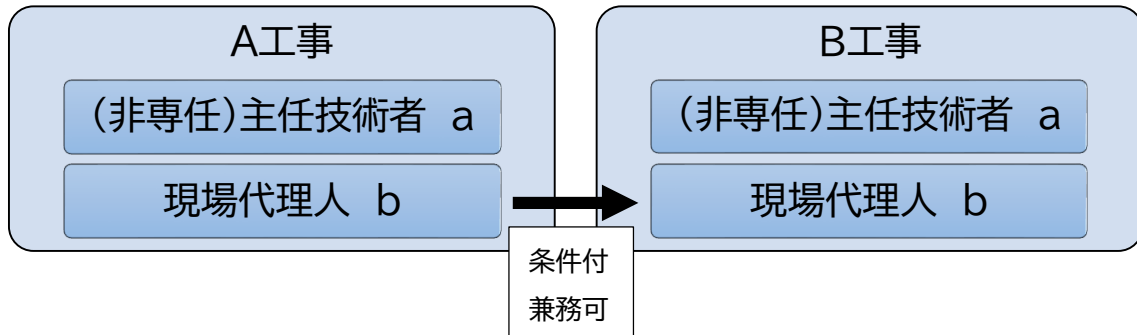 A工事
(非専任)主任技術者 a
現場代理人 b
B工事
(非専任)主任技術者 a
現場代理人 b
条件付
兼務可